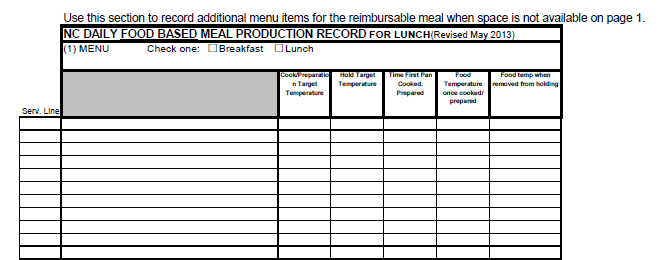 Use this section to record additional menu items for the reimbursable meal when space is not available on page 1.
NC DAILY FOOD BASED MEAL PRODUCTION RECORD FOR LUNCH(Revised May 2013)
(1) MENU Check one: ☐Breakfast ☐Lunch
Cook/Preparatio
n Target
Temperature
Hold Target
Temperature
Time First Pan
Cooked.
Prepared
Food
Temperature
once cooked/
prepared
Food temp when
removed from holding
Serv. Line